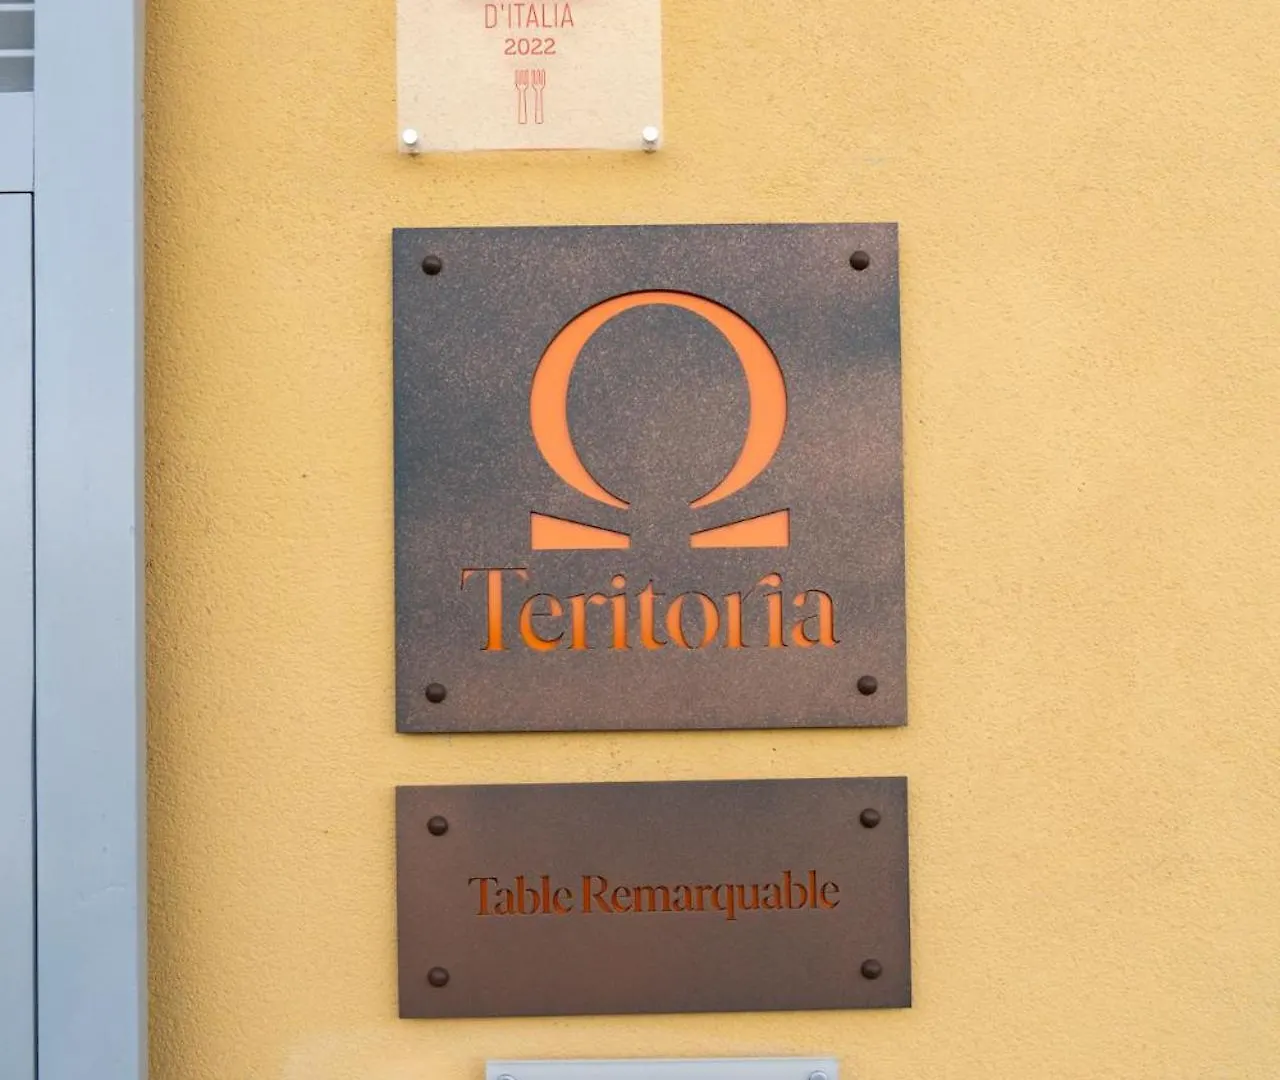 D'ITALIA
2022
Teritoria
Table Remarquable